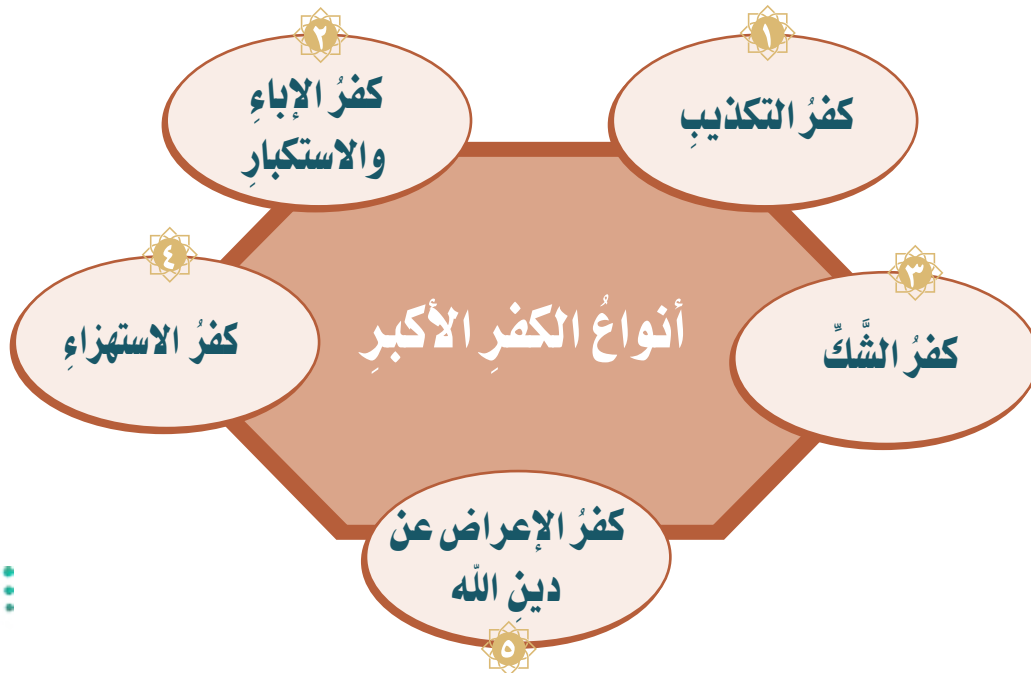 ١
كفرُ التكذيبِ
٢
كفرُ الإباءِ
والاستكبارِ
أنواعُ الكفرِ الأكبرِ
٣
كفرُ الشَّكِّ
٤
كفرُ الاستهزاءِ
كفرُ الإعراض عن
دينِ الله
٥